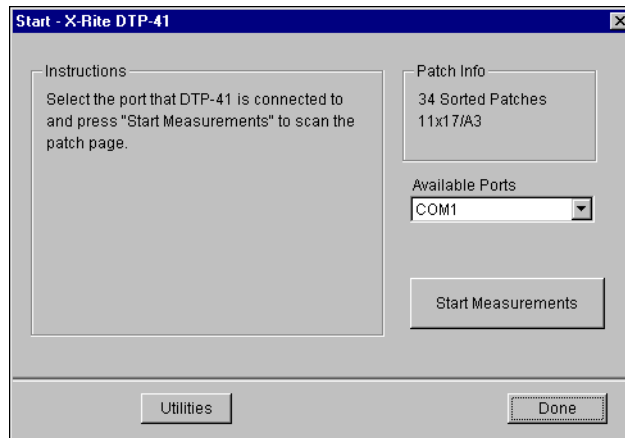 Start - X-Rite DTP-41
Instructions
Select the port that DTP-41 is connected to
and press "Start Measurements" to scan the
patch page.
Patch Info
34 Sorted Patches
11x17/A3
Available Ports
COM1
Start Measurements
Utilities
Done